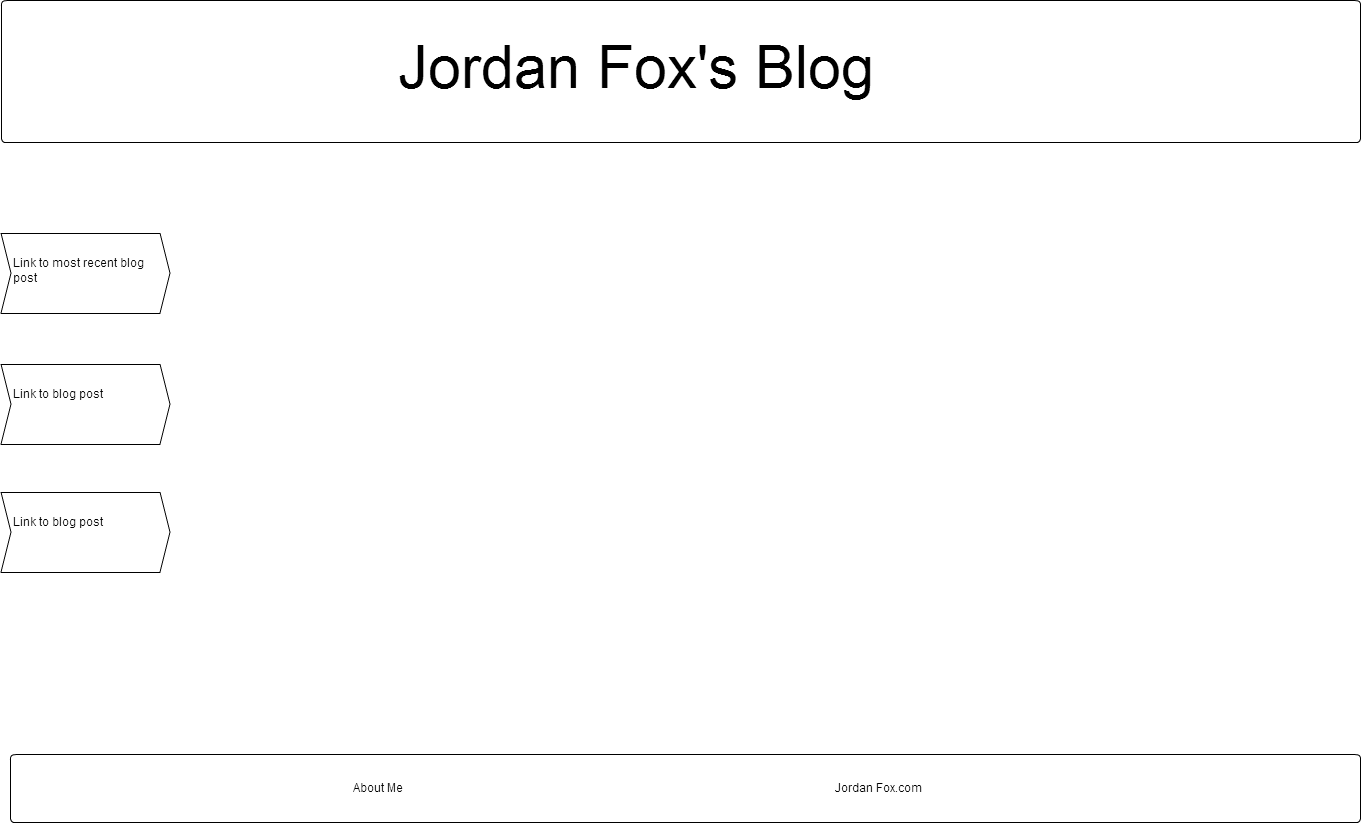 Jordan Fox's Blog
Link to most recent blog
post
Link to blog post
Link to blog post
About Me
Jordan Fox.com